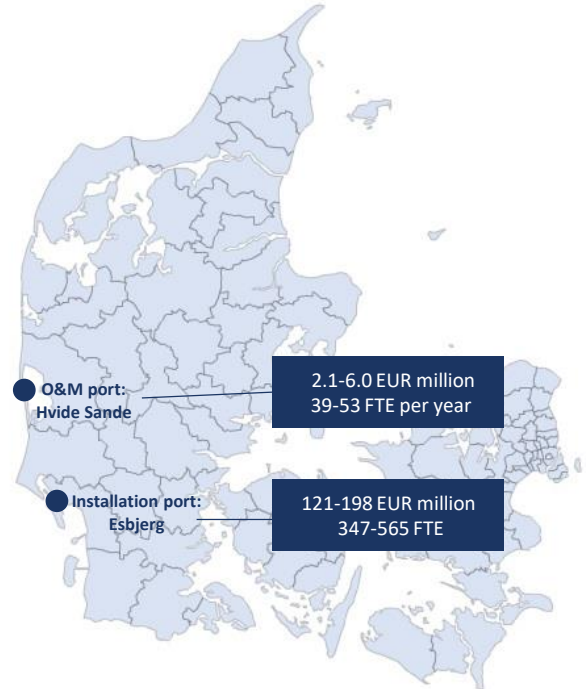 O&M port:
Hvide Sande
2.1-6.0 EUR million
39-53 FTE per year
Installation port:
Esbjerg
121-198 EUR million
347-565 FTE